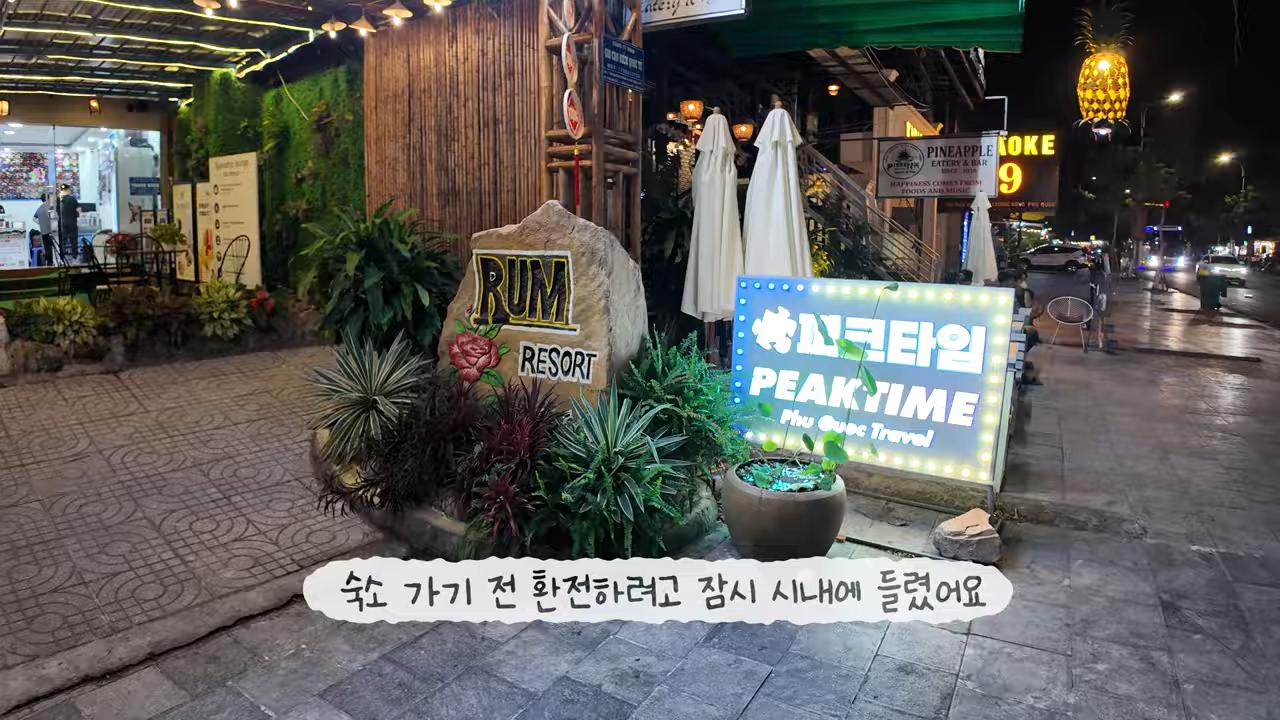 RUM
RESORT
피크타임
PEAKTIME
Phu Quoc Travel
PINEAPPLE
EATERY & BAR
HAPPINESS COMES FROM
FOODS AND MUSIC
AOKE
9
숙소 가기 전 환전하려고 잠시 시내에 들렸어요